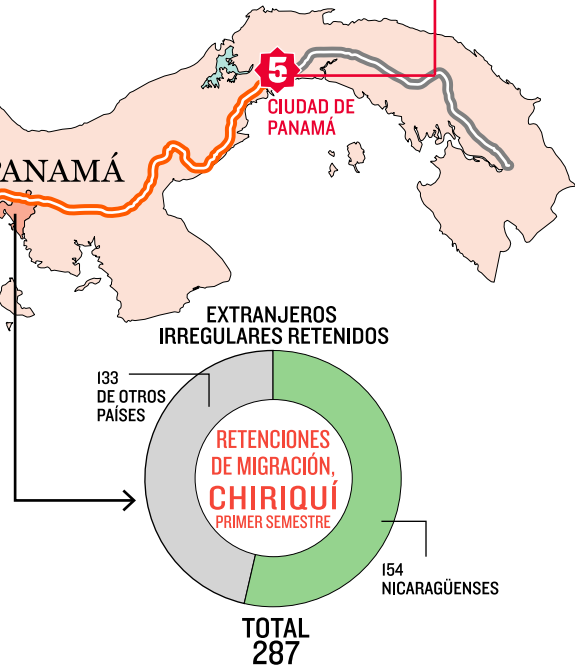 5
CIUDAD DE
PANAMÁ
PANAMÁ
EXTRANJEROS
IRREGULARES RETENIDOS
133
DE OTROS
PAÍSES
RETENCIONES
DE MIGRACIÓN,
CHIRIQUÍ
PRIMER SEMESTRE
154
NICARAGÜENSES
TOTAL
287